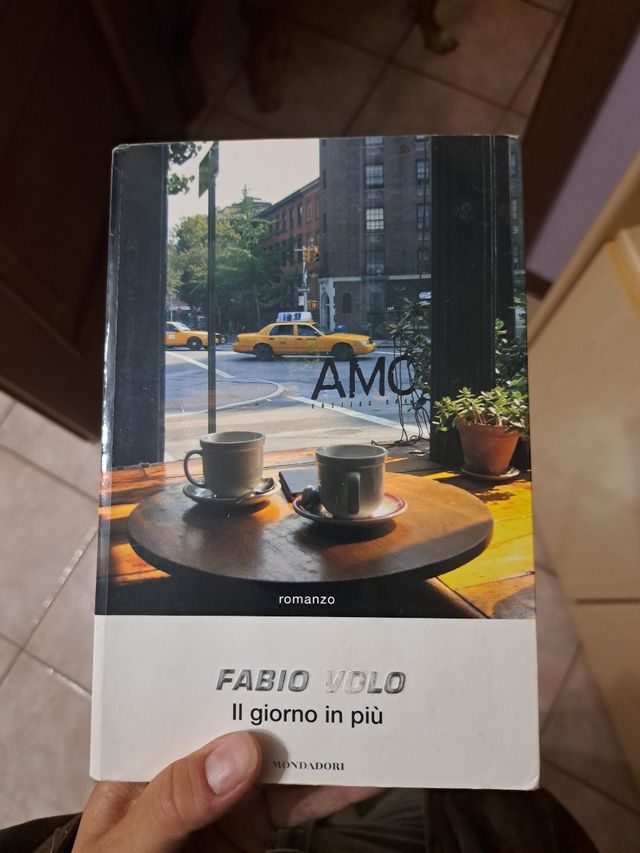 AMO
romanzo
FABIO VOLO
Il giorno in più
MONDADORI